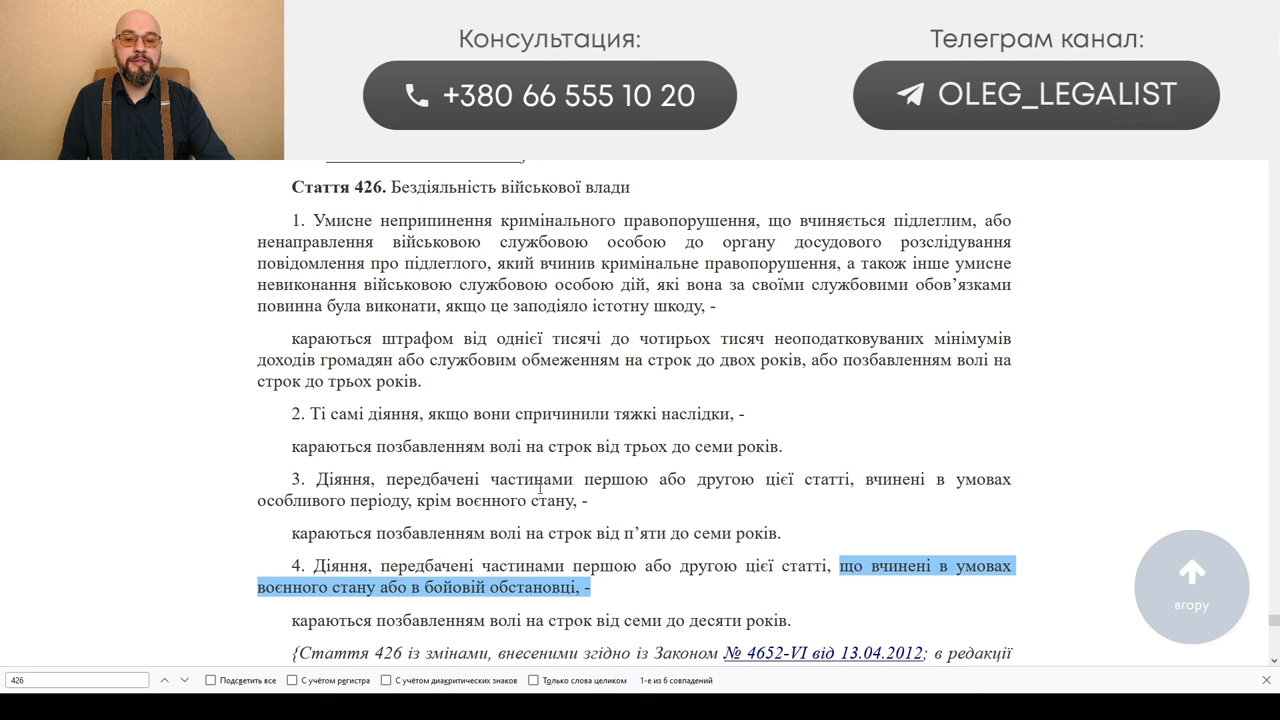 Консультация:
+380 66 555 10 20
Телеграм канал:
OLEG_LEGALIST
Стаття 426. Бездіяльність військової влади
1. Умисне неприпинення кримінального правопорушення, що вчиняється підлеглим, або
ненаправлення військовою службовою особою до органу досудового розслідування
повідомлення про підлеглого, який вчинив кримінальне правопорушення, а також інше умисне
невиконання військовою службовою особою дій, які вона за своїми службовими обов’язками
повинна була виконати, якщо це заподіяло істотну шкоду, -
караються штрафом від однієї тисячі до чотирьох тисяч неоподатковуваних мінімумів
доходів громадян або службовим обмеженням на строк до двох років, або позбавленням волі на
строк до трьох років.
2. Ті самі діяння, якщо вони спричинили тяжкі наслідки, -
караються позбавленням волі на строк від трьох до семи років.
3. Діяння, передбачені частинами першою або другою цієї статті, вчинені в умовах
особливого періоду, крім воєнного стану, -
караються позбавленням волі на строк від п’яти до семи років.
4. Діяння, передбачені частинами першою або другою цієї статті, що вчинені в умовах
воєнного стану або в бойовій обстановці, -
караються позбавленням волі на строк від семи до десяти років.
{Стаття 426 із змінами, внесеними згідно із Законом № 4652-VI від 13.04.2012; в редакції
вгору
426
Подсветить все
С учётом регистра
С учётом диакритических знаков
Только слова целиком
1-е из 6 совпадений